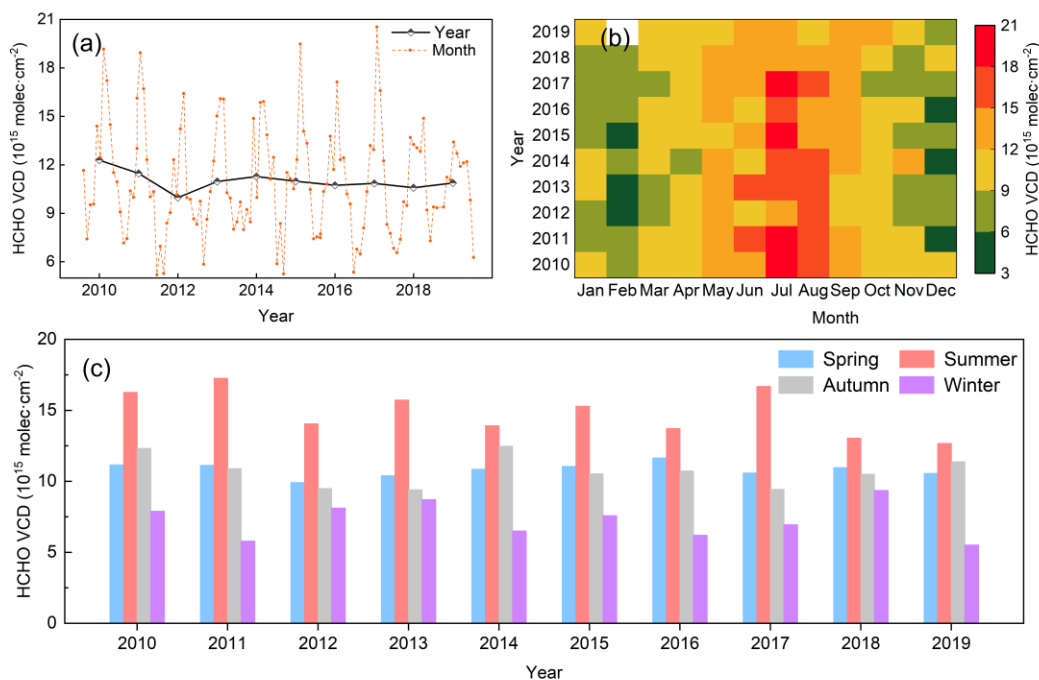 (a)
Year
Month
21
18
15
12
9
6
HCHO VCD (10¹⁵ molec·cm⁻²)
2010 2012 2014 2016 2018
Year
(b)
2019
2018
2017
2016
2015
2014
2013
2012
2011
2010
Year
Jan Feb Mar Apr May Jun Jul Aug Sep Oct Nov Dec
Month
21
18
15
12
9
6
3
HCHO VCD (10¹⁵ molec·cm⁻²)
(c)
Spring Summer
Autumn Winter
20
15
10
5
0
HCHO VCD (10¹⁵ molec·cm⁻²)
2010 2011 2012 2013 2014 2015 2016 2017 2018 2019
Year